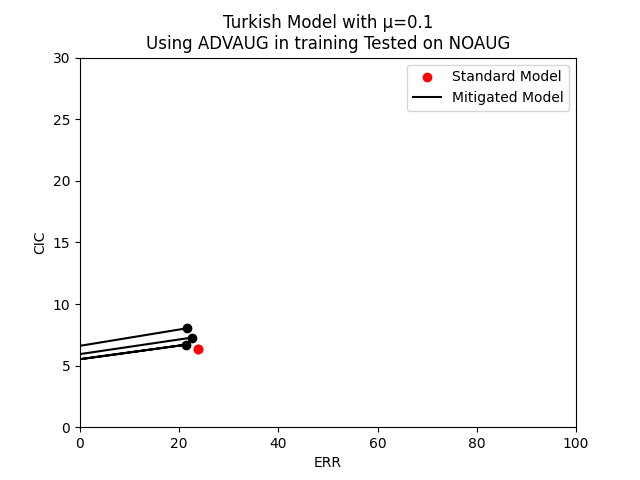 Turkish Model with μ=0.1
Using ADVAUG in training Tested on NOAUG
Standard Model
Mitigated Model
30
25
20
15
10
5
0
CIC
0 20 40 60 80 100
ERR